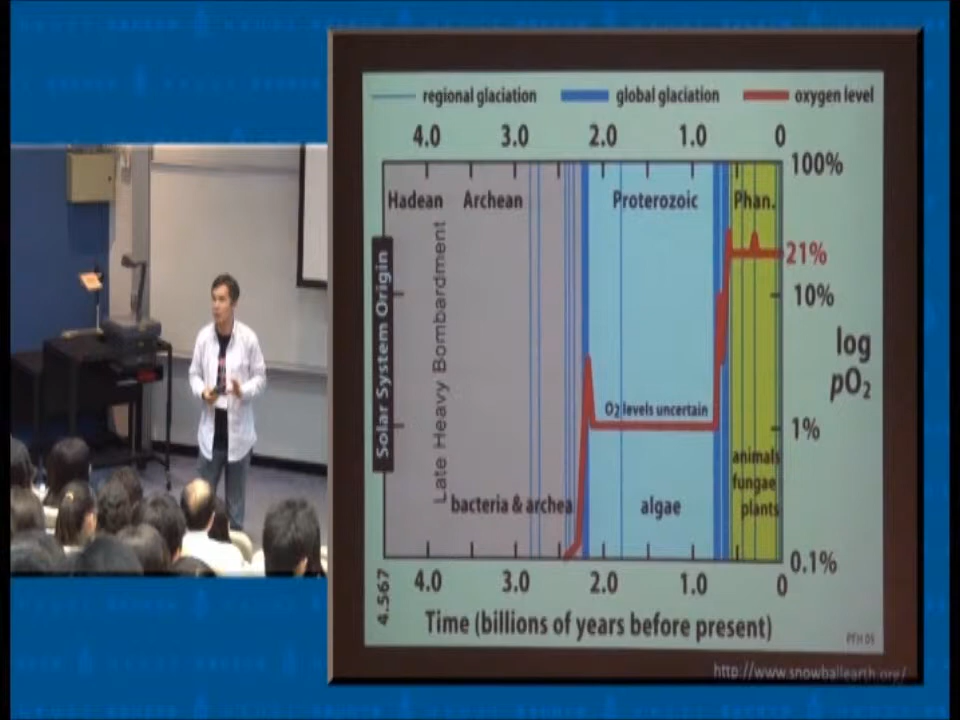 regional glaciation global glaciation oxygen level
4.0 3.0 2.0 1.0 0
100%
Hadean Archean Proterozoic Phan.
Solar System Origin
Late Heavy Bombardment
21%
10%
log
pO₂
O₂ levels uncertain
1%
animals
fungae
plants
bacteria & archea algae
0.1%
4.567
4.0 3.0 2.0 1.0 0
Time (billions of years before present)
PFH 05
http://www.snowballearth.org/